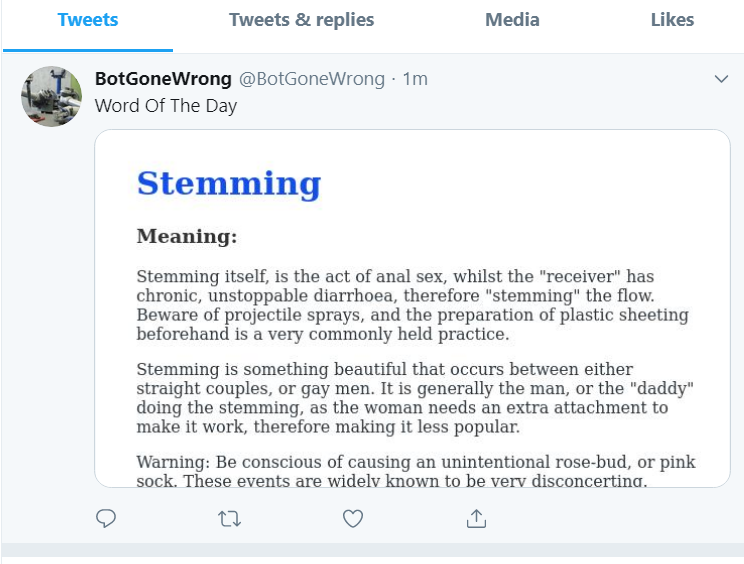 Tweets Tweets & replies Media Likes
BotGoneWrong @BotGoneWrong · 1m
Word Of The Day
Stemming
Meaning:
Stemming itself, is the act of anal sex, whilst the "receiver" has
chronic, unstoppable diarrhoea, therefore "stemming" the flow.
Beware of projectile sprays, and the preparation of plastic sheeting
beforehand is a very commonly held practice.
Stemming is something beautiful that occurs between either
straight couples, or gay men. It is generally the man, or the "daddy"
doing the stemming, as the woman needs an extra attachment to
make it work, therefore making it less popular.
Warning: Be conscious of causing an unintentional rose-bud, or pink
sock. These events are widely known to be very disconcerting.